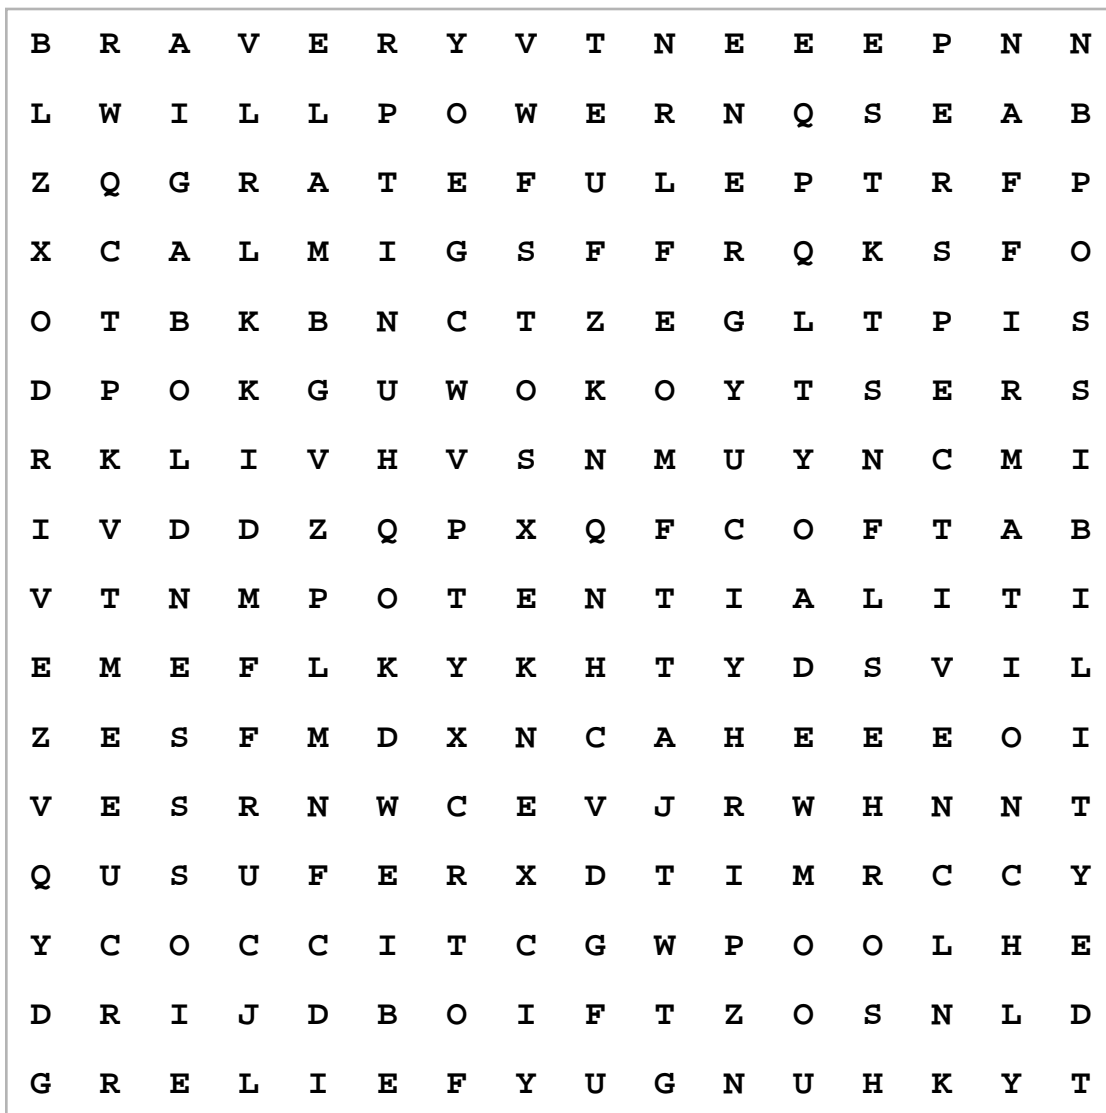 B R A V E R Y V T N E E E P N N
L W I L L P O W E R N Q S E A B
Z Q G R A T E F U L E P T R F P
X C A L M I G S F F R Q K S F O
O T B K B N C T Z E G L T P I S
D P O K G U W O K O Y T S E R S
R K L I V H V S N M U Y N C M I
I V D D Z Q P X Q F C O F T A B
V T N M P O T E N T I A L I T I
E M E F L K Y K H T Y D S V I L
Z E S F M D X N C A H E E E O I
V E S R N W C E V J R W H N N T
Q U S U F E R X D T I M R C C Y
Y C O C C I T C G W P O O L H E
D R I J D B O I F T Z O S N L D
G R E L I E F Y U G N U H K Y T